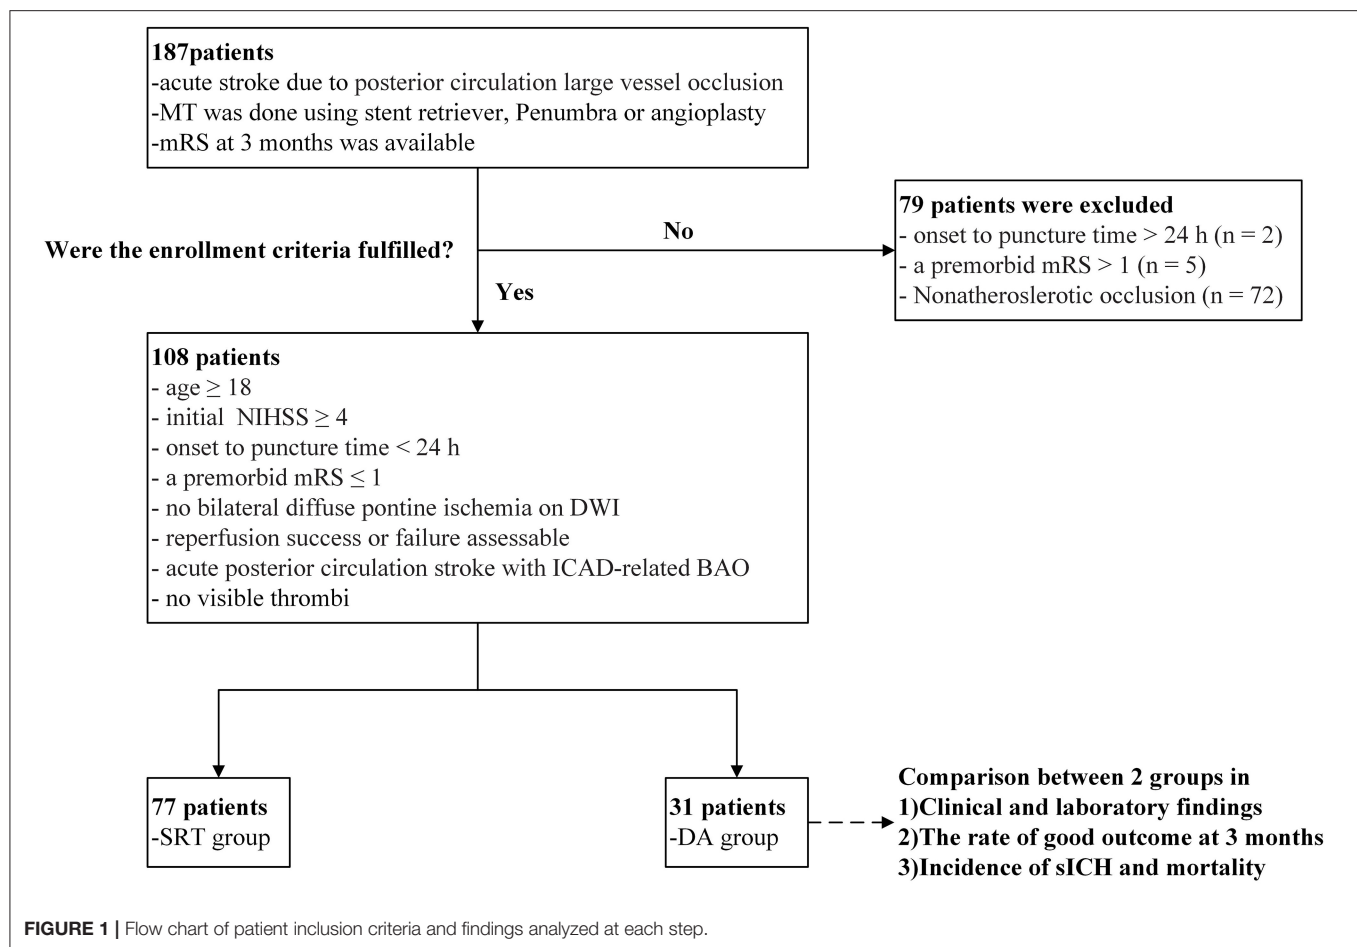 187patients
-acute stroke due to posterior circulation large vessel occlusion
-MT was done using stent retriever, Penumbra or angioplasty
-mRS at 3 months was available
Were the enrollment criteria fulfilled?
No
79 patients were excluded
- onset to puncture time > 24 h (n = 2)
- a premorbid mRS > 1 (n = 5)
- Nonatheroslerotic occlusion (n = 72)
Yes
108 patients
- age ≥ 18
- initial NIHSS ≥ 4
- onset to puncture time < 24 h
- a premorbid mRS ≤ 1
- no bilateral diffuse pontine ischemia on DWI
- reperfusion success or failure assessable
- acute posterior circulation stroke with ICAD-related BAO
- no visible thrombi
77 patients
-SRT group
31 patients
-DA group
Comparison between 2 groups in
1)Clinical and laboratory findings
2)The rate of good outcome at 3 months
3)Incidence of sICH and mortality
FIGURE 1 | Flow chart of patient inclusion criteria and findings analyzed at each step.